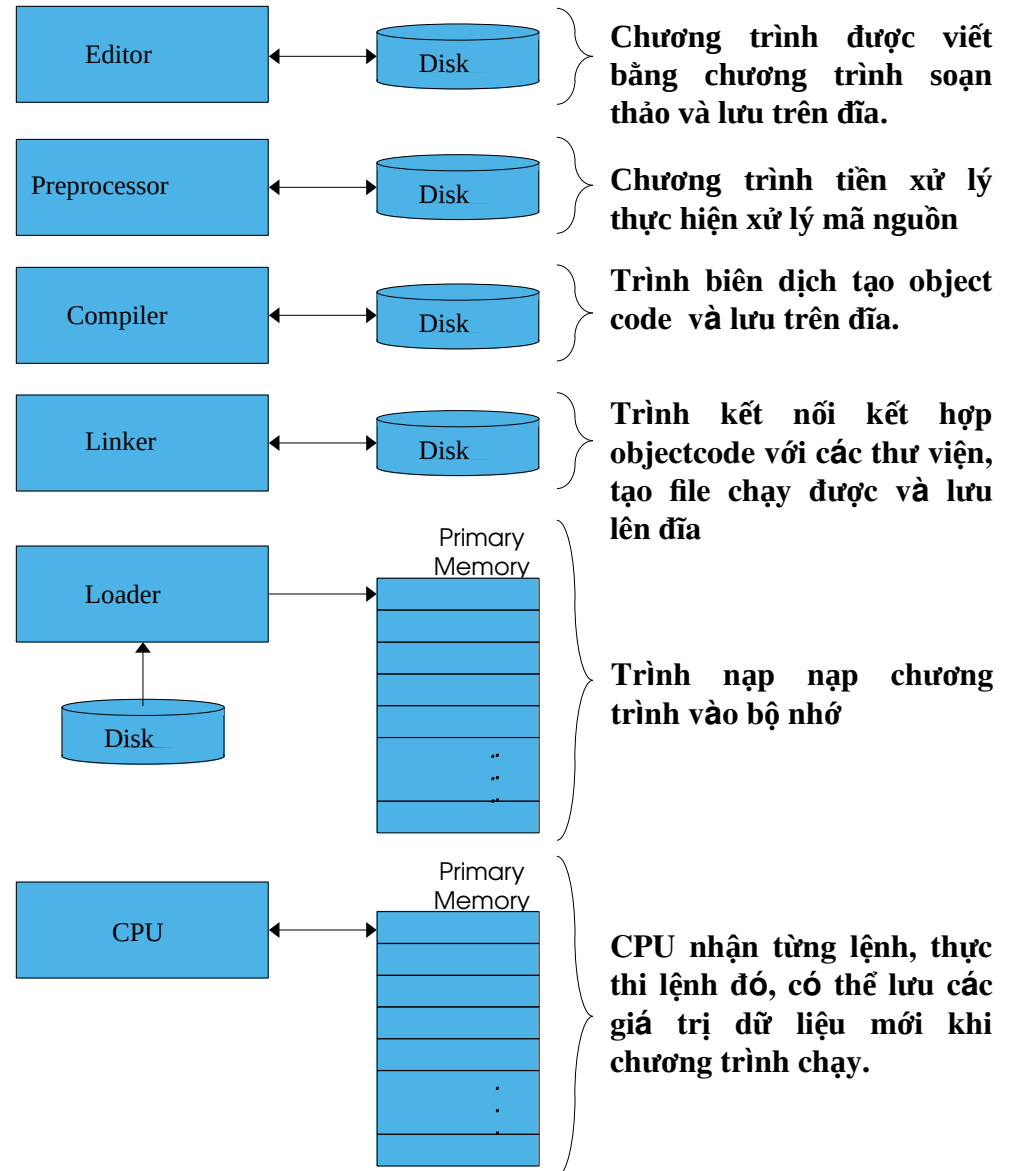 Editor
Disk
Chương trình được viết
bằng chương trình soạn
thảo và lưu trên đĩa.
Preprocessor
Disk
Chương trình tiền xử lý
thực hiện xử lý mã nguồn
Compiler
Disk
Trình biên dịch tạo object
code và lưu trên đĩa.
Linker
Disk
Trình kết nối kết hợp
objectcode với các thư viện,
tạo file chạy được và lưu
lên đĩa
Primary
Memory
Loader
Disk
Trình nạp nạp chương
trình vào bộ nhớ
Primary
Memory
CPU
CPU nhận từng lệnh, thực
thi lệnh đó, có thể lưu các
giá trị dữ liệu mới khi
chương trình chạy.